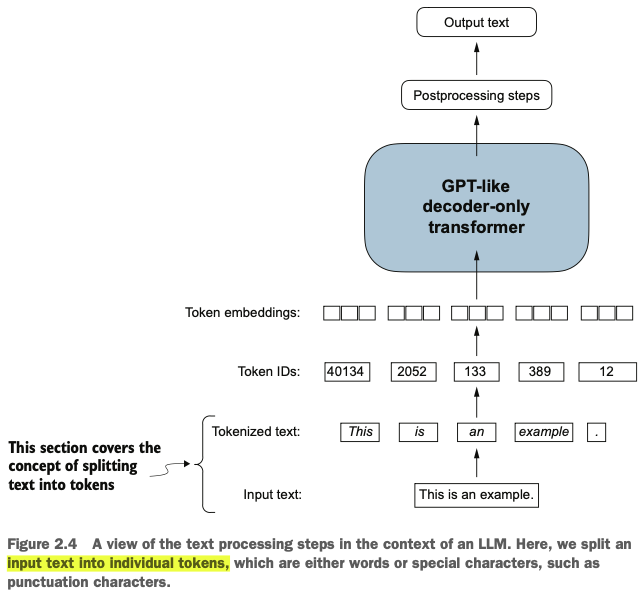 Output text
Postprocessing steps
GPT-like
decoder-only
transformer
Token embeddings:
Token IDs: 40134 2052 133 389 12
Tokenized text: This is an example .
This section covers the
concept of splitting
text into tokens
Input text: This is an example.
Figure 2.4 A view of the text processing steps in the context of an LLM. Here, we split an
input text into individual tokens, which are either words or special characters, such as
punctuation characters.